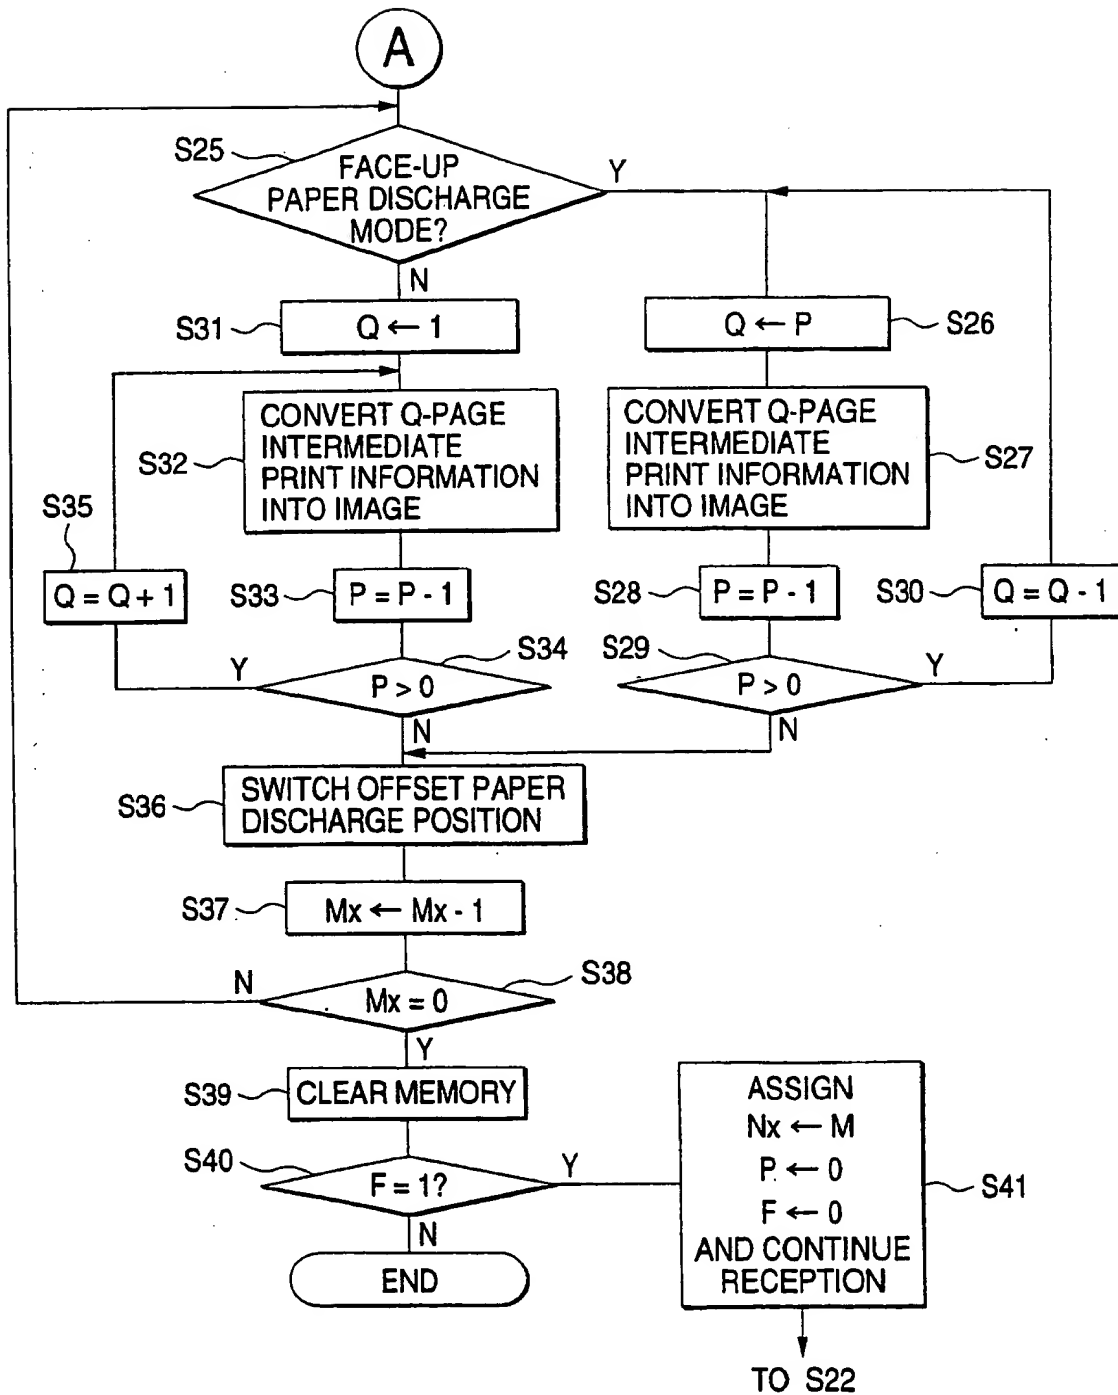 A
S25
FACE-UP
PAPER DISCHARGE
MODE?
Y
N
S31
Q ← 1
Q ← P
S26
S32
CONVERT Q-PAGE
INTERMEDIATE
PRINT INFORMATION
INTO IMAGE
CONVERT Q-PAGE
INTERMEDIATE
PRINT INFORMATION
INTO IMAGE
S27
S35
Q = Q + 1
S33
P = P - 1
S28
P = P - 1
S30
Q = Q - 1
Y
P > 0
S34
N
S29
P > 0
Y
N
S36
SWITCH OFFSET PAPER
DISCHARGE POSITION
S37
Mx ← Mx - 1
N
Mx = 0
S38
Y
S39
CLEAR MEMORY
S40
F = 1?
Y
N
END
ASSIGN
Nx ← M
P ← 0
F ← 0
AND CONTINUE
RECEPTION
S41
TO S22